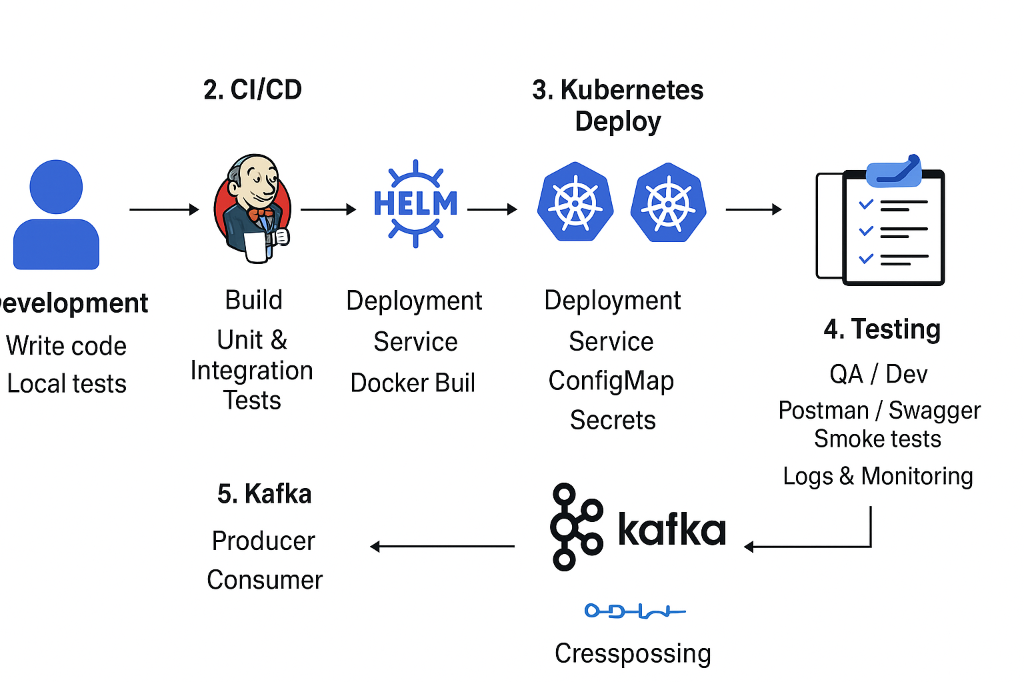 2. CI/CD
3. Kubernetes
Deploy
HELM
evelopment
Write code
Local tests
Build
Unit &
Integration
Tests
Deployment
Service
Docker Buil
Deployment
Service
ConfigMap
Secrets
4. Testing
QA / Dev
Postman / Swagger
Smoke tests
Logs & Monitoring
5. Kafka
Producer
Consumer
kafka
Cresspossing